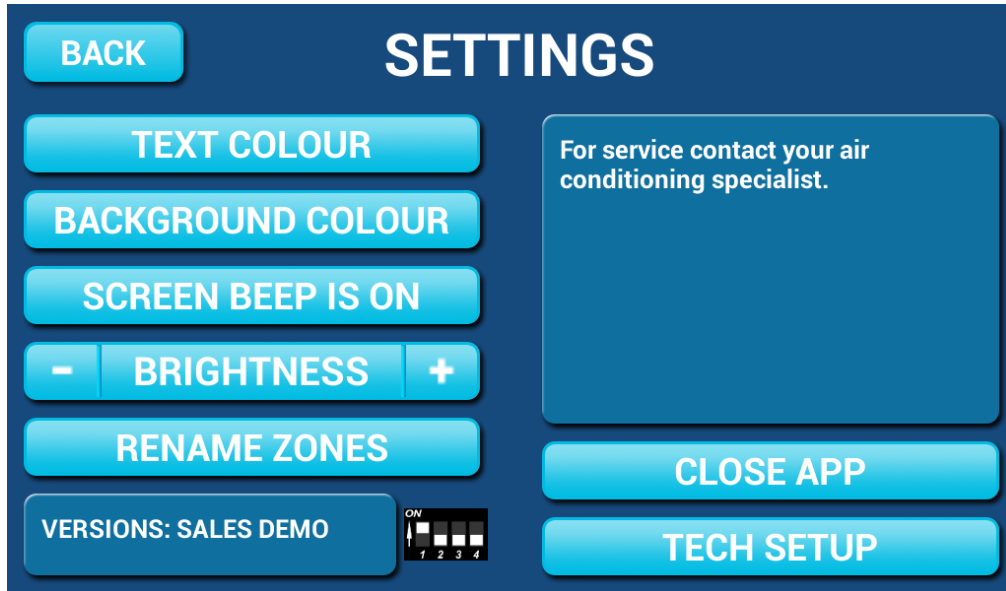 BACK
SETTINGS
TEXT COLOUR
BACKGROUND COLOUR
SCREEN BEEP IS ON
- BRIGHTNESS +
RENAME ZONES
VERSIONS: SALES DEMO
ON
1 2 3 4
For service contact your air
conditioning specialist.
CLOSE APP
TECH SETUP